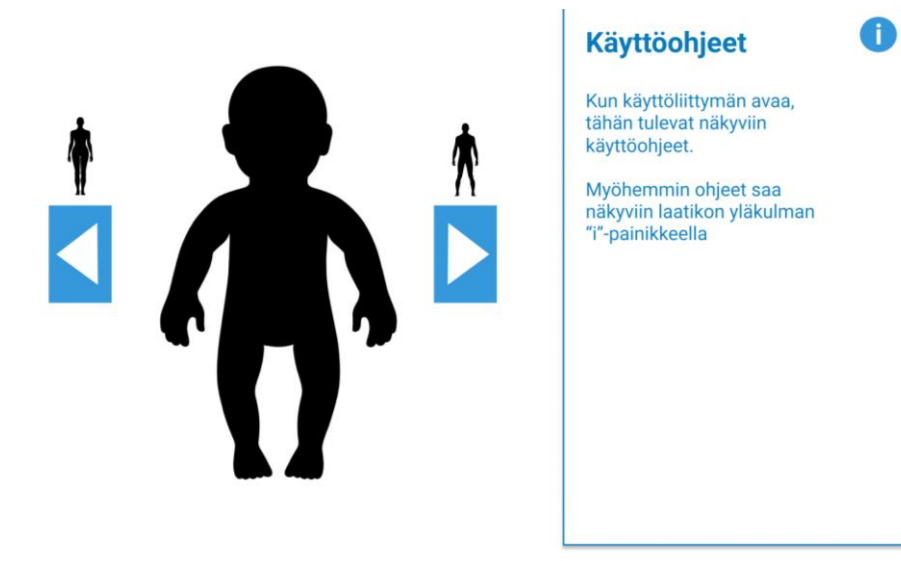 Käyttöohjeet
i
Kun käyttöliittymän avaa,
tähän tulevat näkyviin
käyttöohjeet.
Myöhemmin ohjeet saa
näkyviin laatikon yläkulman
“i”-painikkeella